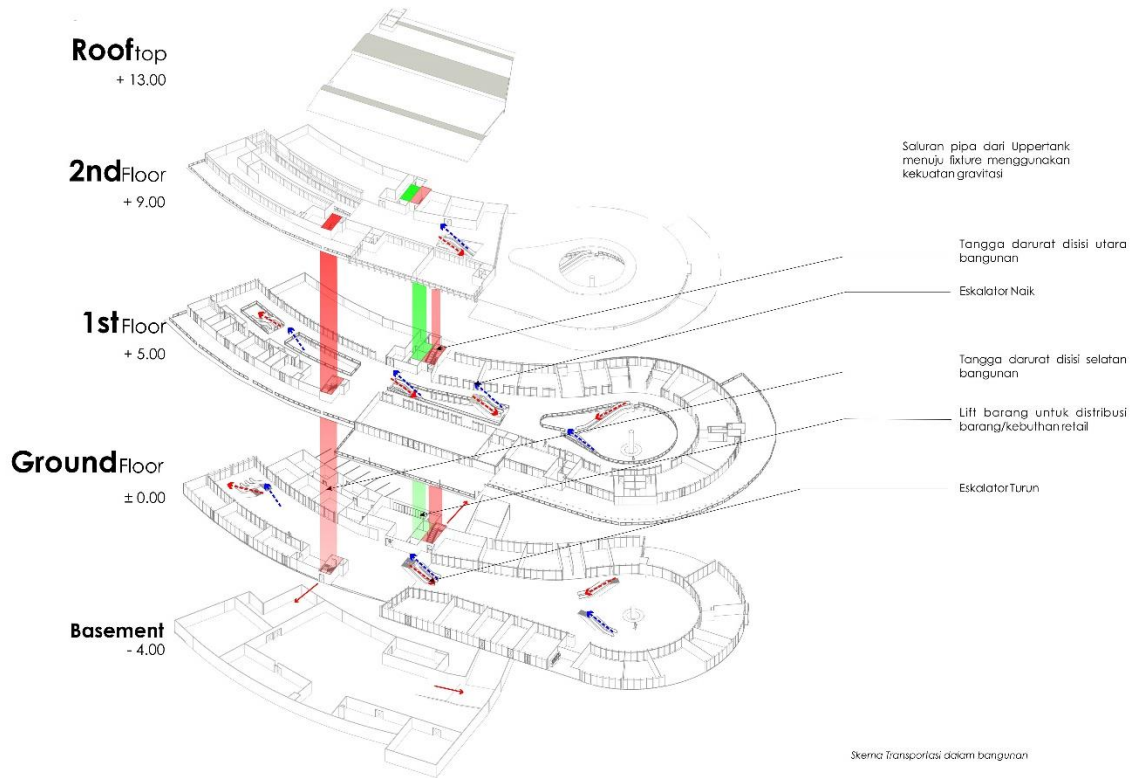 Rooftop
+ 13.00
2ndFloor
+ 9.00
1stFloor
+ 5.00
GroundFloor
± 0.00
Basement
- 4.00
Saluran pipa dari Uppertank
menuju fixture menggunakan
kekuatan gravitasi
Tangga darurat disisi utara
bangunan
Eskalator Naik
Tangga darurat disisi selatan
bangunan
Lift barang untuk distribusi
barang/kebuthan retail
Eskalator Turun
Skema Transportasi dalam bangunan